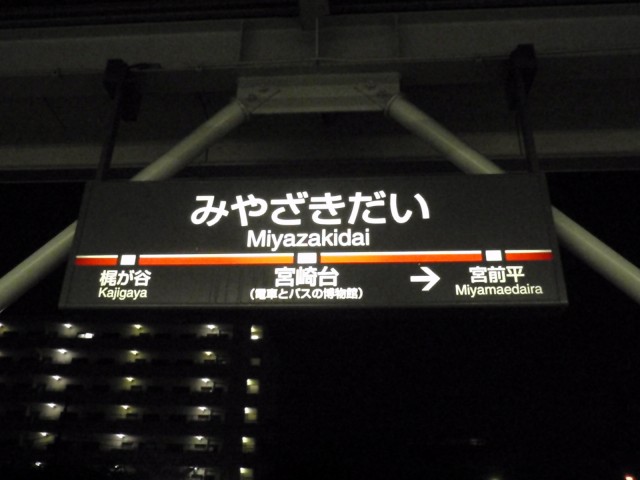 みやざきだい
Miyazakidai
梶が谷
Kajigaya
宮崎台
(電車とバスの博物館)
→
宮前平
Miyamaedaira